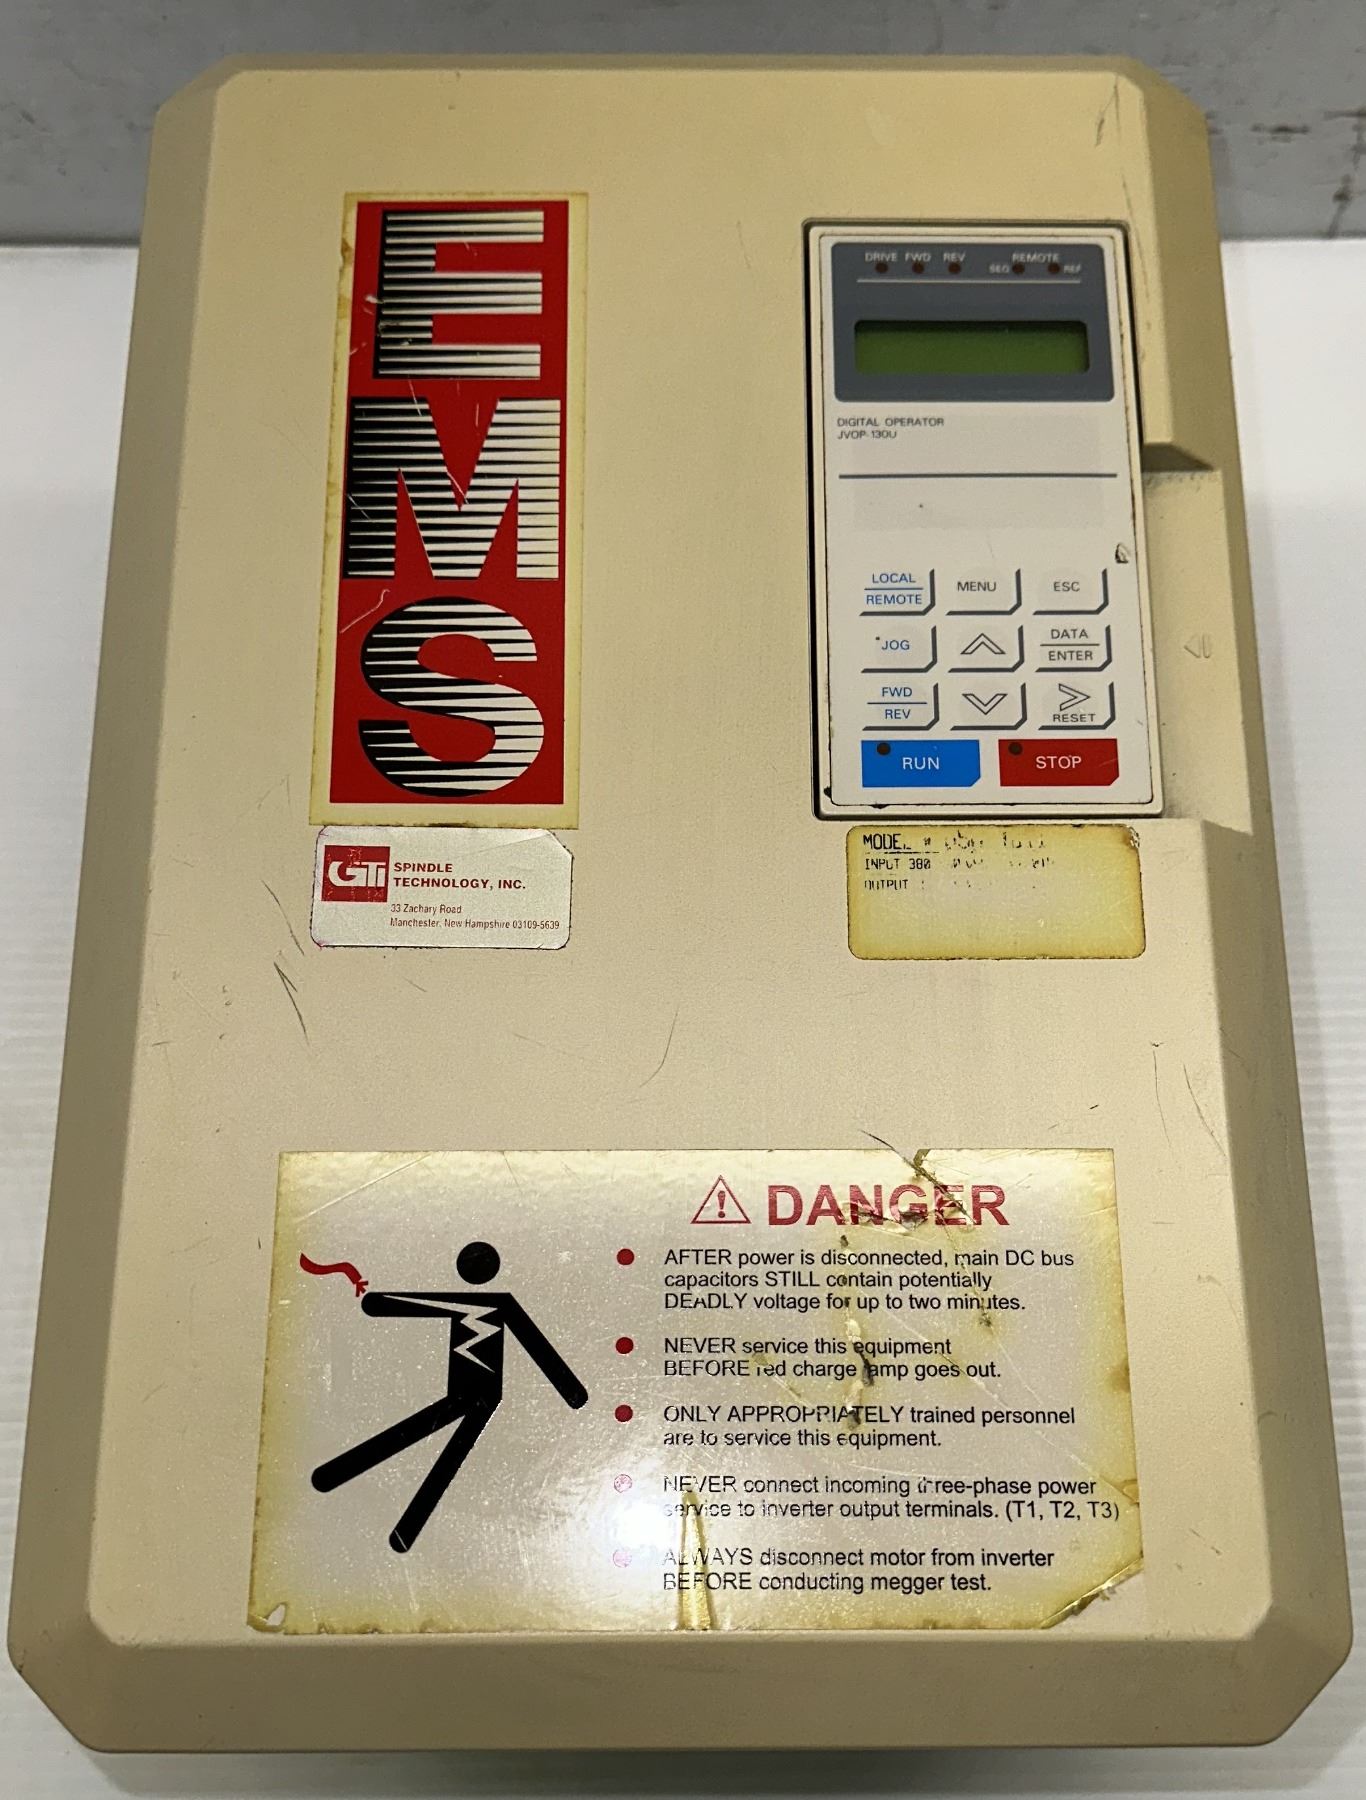 EMS
DRIVE FWD REV REMOTE
SEQ REF
DIGITAL OPERATOR
JVOP-130U
LOCAL
REMOTE
MENU
ESC
JOG
DATA
ENTER
FWD
REV
RESET
RUN
STOP
GTi SPINDLE
TECHNOLOGY, INC.
33 Zachary Road
Manchester, New Hampshire 03109-5639
MODEL #
INPUT 380
OUTPUT
DANGER
AFTER power is disconnected, main DC bus
capacitors STILL contain potentially
DEADLY voltage for up to two minutes.
NEVER service this equipment
BEFORE red charge lamp goes out.
ONLY APPROPRIATELY trained personnel
are to service this equipment.
NEVER connect incoming three-phase power
service to inverter output terminals. (T1, T2, T3)
ALWAYS disconnect motor from inverter
BEFORE conducting megger test.